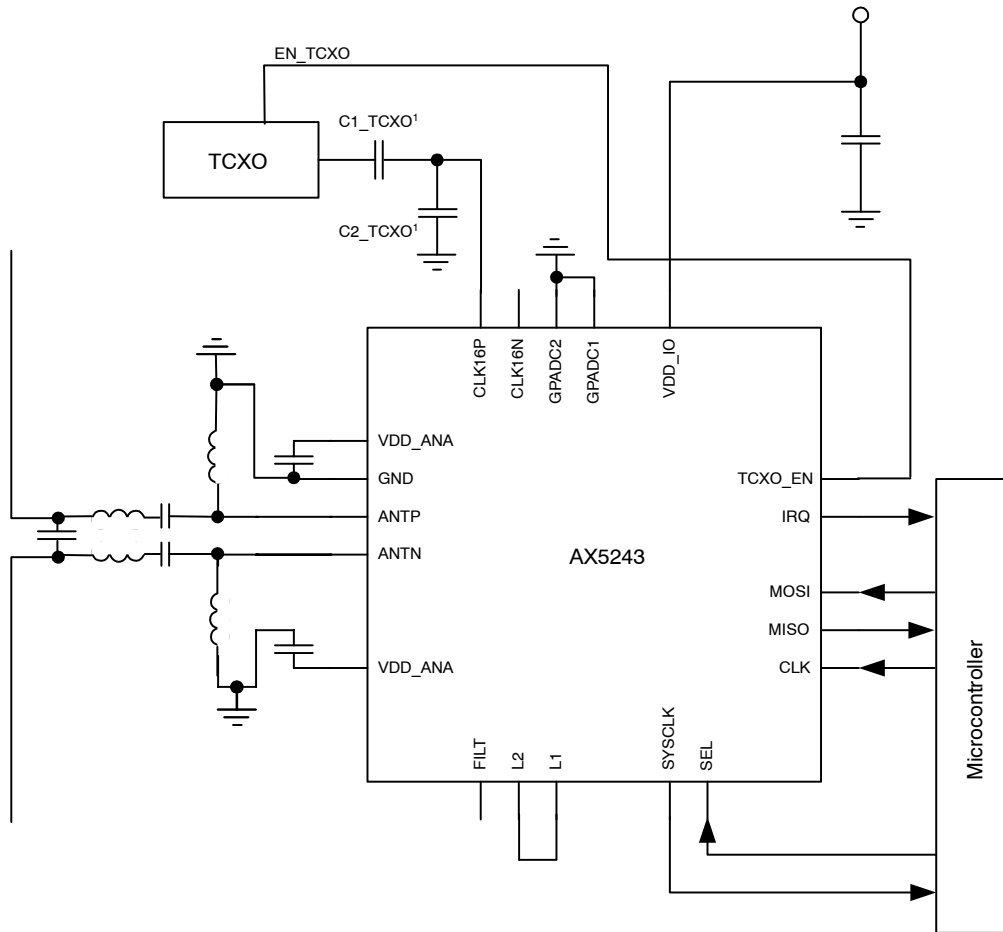 EN_TCXO
C1_TCXO¹
TCXO
C2_TCXO¹
CLK16P
CLK16N
GPADC2
GPADC1
VDD_IO
VDD_ANA
GND
TCXO_EN
ANTP
IRQ
ANTN
AX5243
MOSI
MISO
VDD_ANA
CLK
Microcontroller
FILT
L2
L1
SYSCLK
SEL